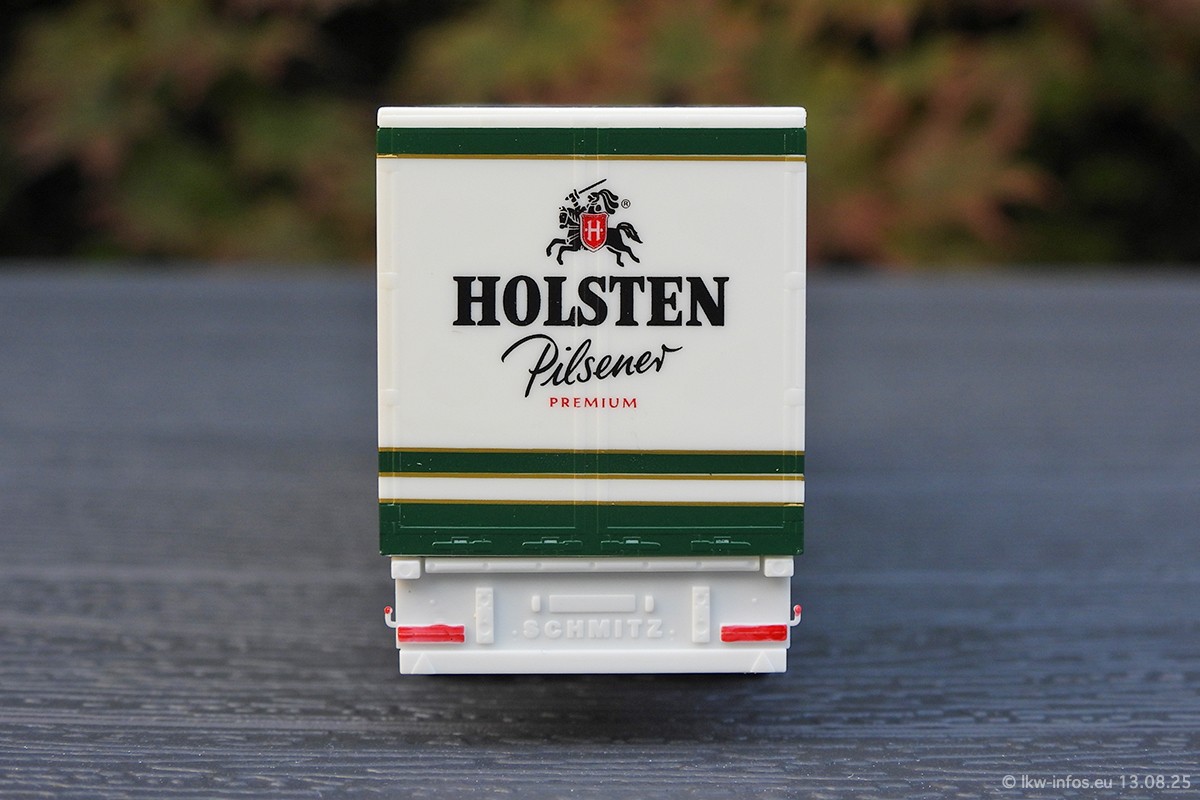 H ®
HOLSTEN
Pilsener
PREMIUM
SCHMITZ
© lkw-infos.eu 13.08.25